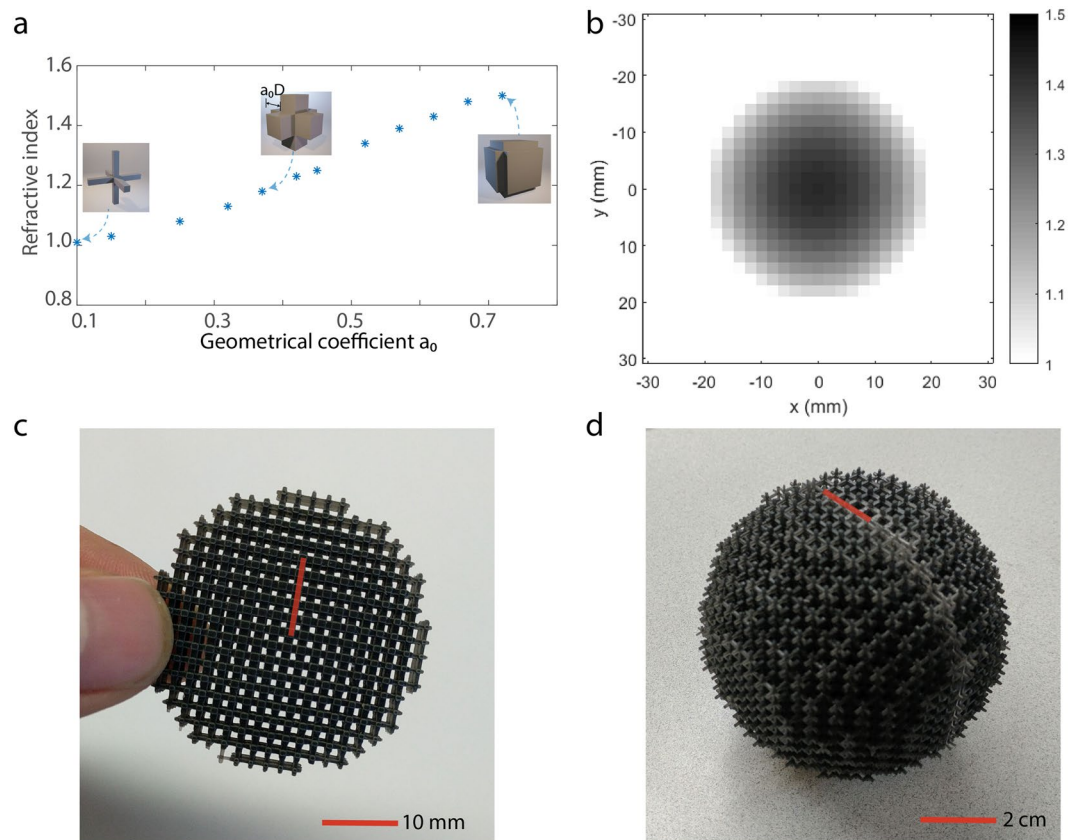 a
1.6
1.4
1.2
1.0
0.8
Refractive index
a₀D
0.1
0.3
0.5
0.7
Geometrical coefficient a₀
b
-30
-20
-10
0
10
20
30
y (mm)
-30
-20
-10
0
10
20
30
x (mm)
1.5
1.4
1.3
1.2
1.1
1
c
10 mm
d
2 cm